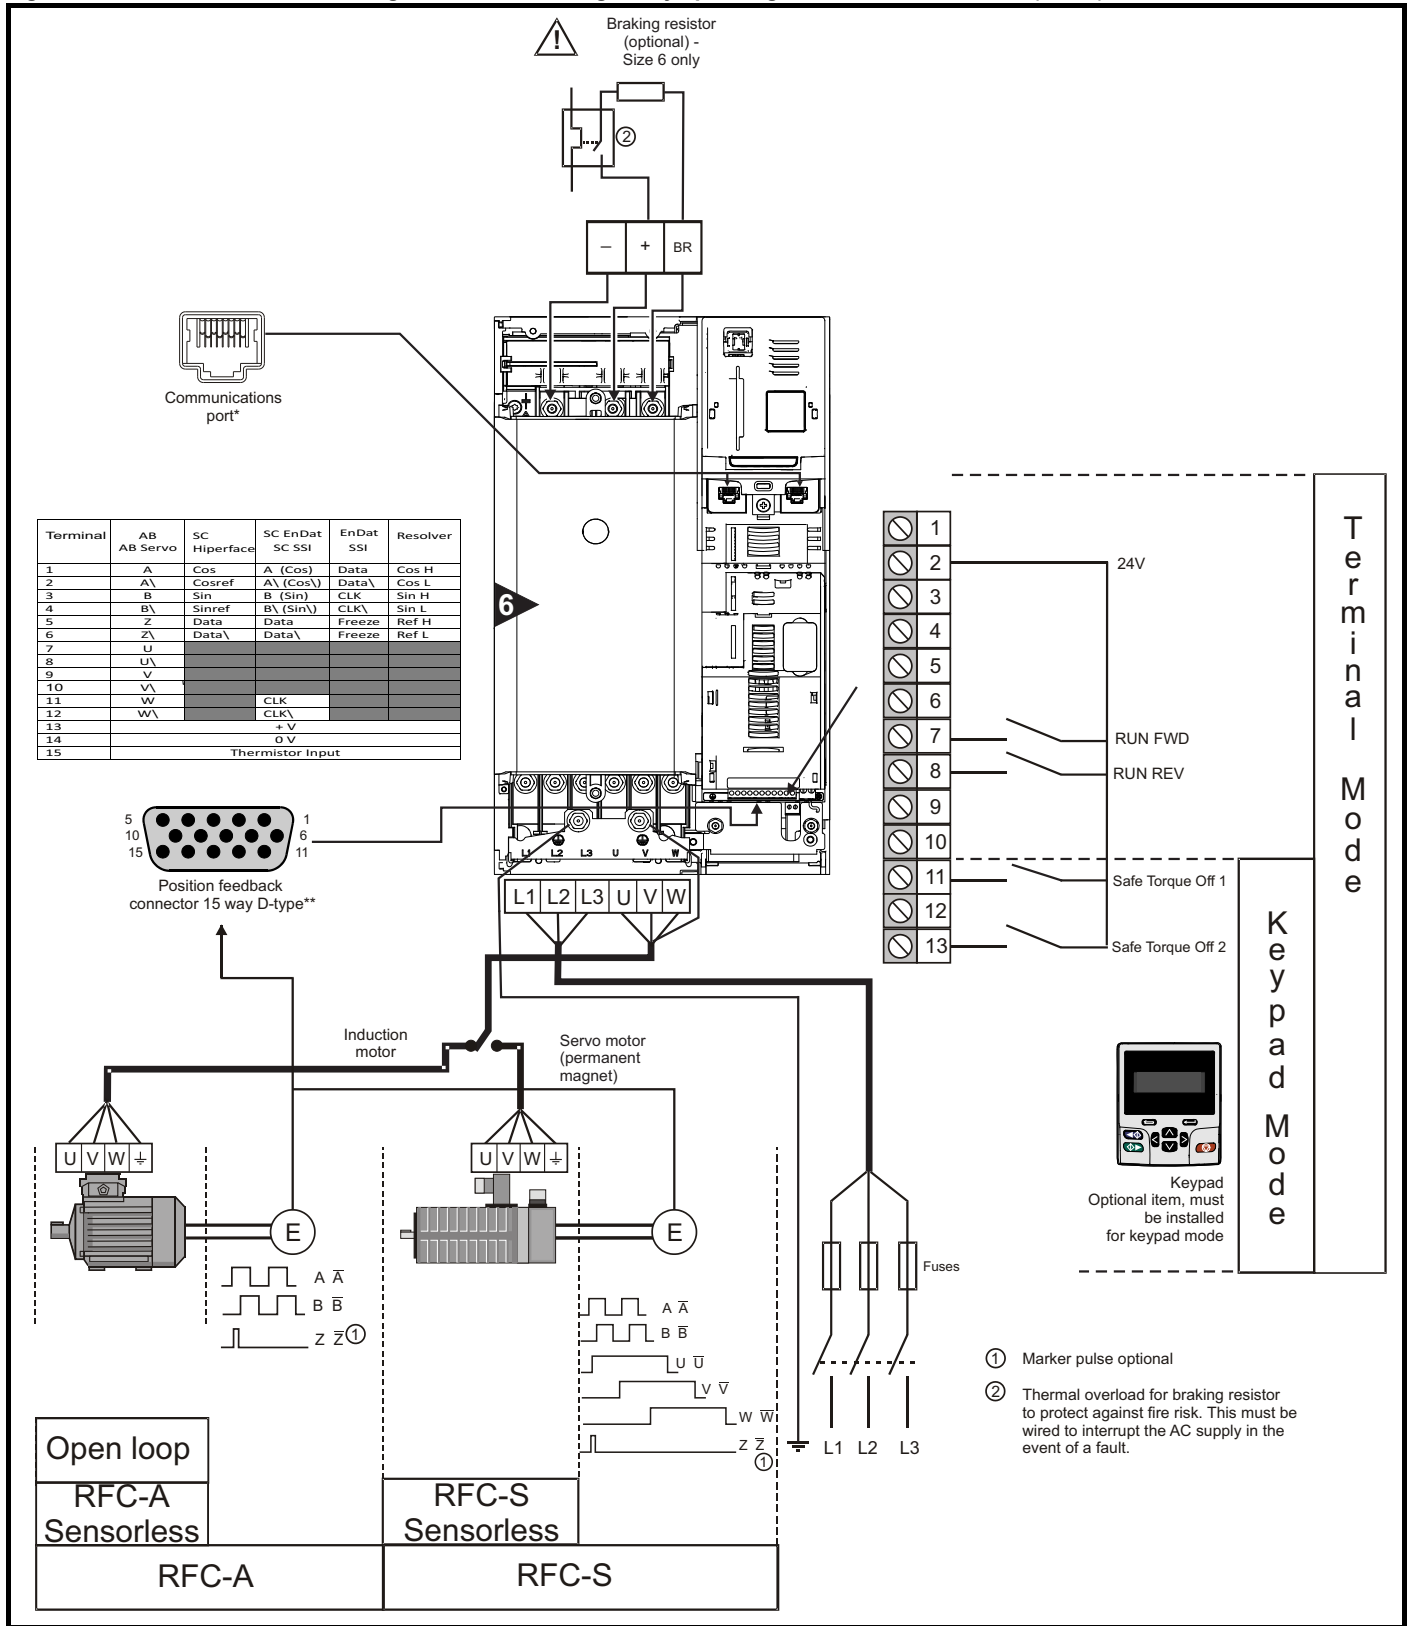 Braking resistor
(optional) -
Size 6 only
!
2
– + BR
Communications
port*
Terminal AB AB Servo SC Hiperface SC EnDat SC SSI EnDat SSI Resolver
1 A Cos A (Cos) Data Cos H
2 A\ Cosref A\ (Cos\) Data\ Cos L
3 B Sin B (Sin) CLK Sin H
4 B\ Sinref B\ (Sin\) CLK\ Sin L
5 Z Data Data Freeze Ref H
6 Z\ Data\ Data\ Freeze Ref L
7 U
8 U\
9 V
10 V\
11 W CLK
12 W\ CLK\
13 + V
14 0 V
15 Thermistor Input
6
5 1
10 6
15 11
Position feedback
connector 15 way D-type**
L1 L2 L3 U V W
L1 L2 L3 U V W
1
2 24V
3
4
5
6
7 RUN FWD
8 RUN REV
9
10
11 Safe Torque Off 1
12
13 Safe Torque Off 2
Terminal Mode
Keypad Mode
Keypad
Optional item, must
be installed
for keypad mode
Induction
motor
Servo motor
(permanent
magnet)
U V W
U V W
E
E
A A̅
B B̅
Z Z̅ 1
A A̅
B B̅
U U̅
V V̅
W W̅
Z Z̅
1
Fuses
L1 L2 L3
1 Marker pulse optional
2 Thermal overload for braking resistor
to protect against fire risk. This must be
wired to interrupt the AC supply in the
event of a fault.
Open loop
RFC-A
Sensorless
RFC-A
RFC-S
Sensorless
RFC-S